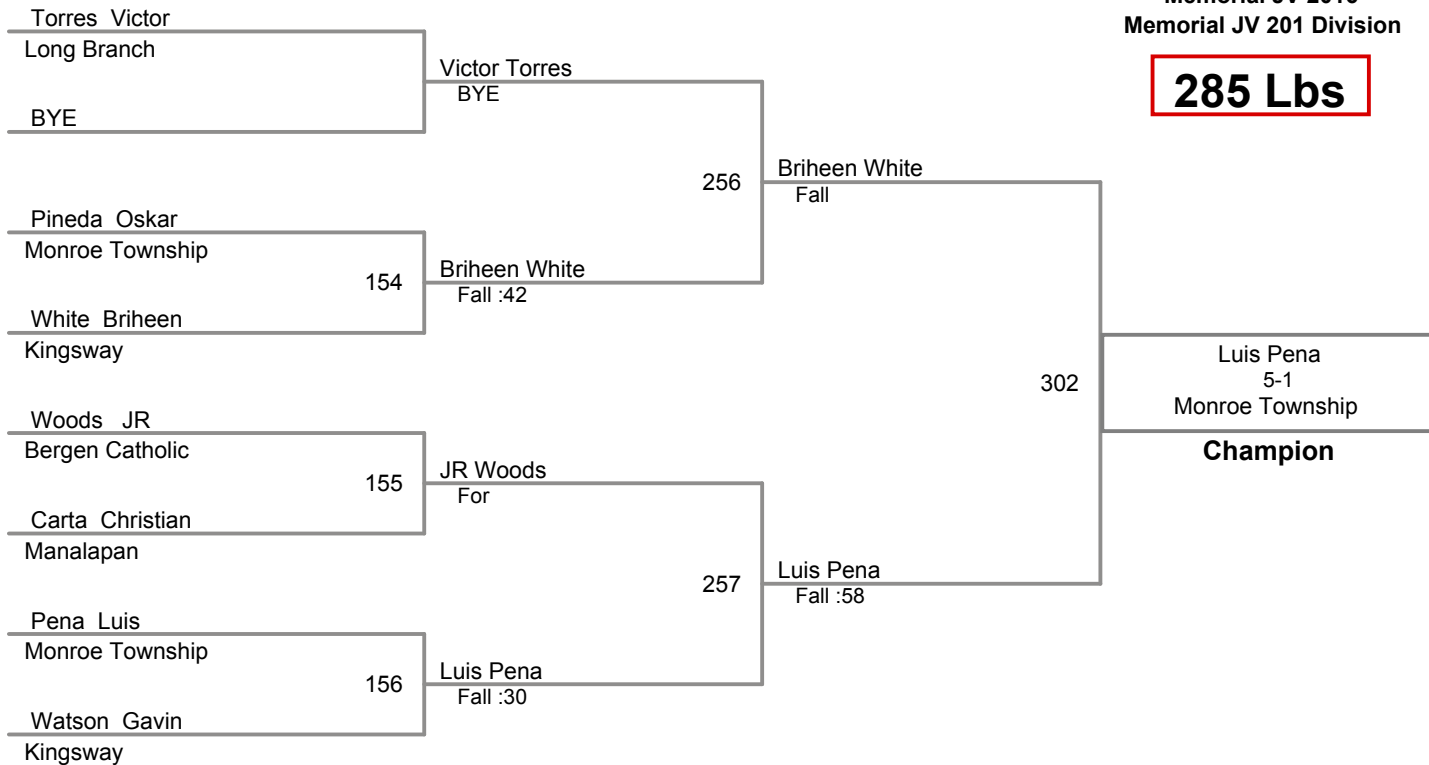 Memorial JV 201 Division
285 Lbs
Torres Victor
Long Branch
BYE
Victor Torres
BYE
Pineda Oskar
Monroe Township
154
White Briheen
Kingsway
Briheen White
Fall :42
256
Briheen White
Fall
Woods JR
Bergen Catholic
155
Carta Christian
Manalapan
JR Woods
For
Pena Luis
Monroe Township
156
Watson Gavin
Kingsway
Luis Pena
Fall :30
257
Luis Pena
Fall :58
302
Luis Pena
5-1
Monroe Township
Champion